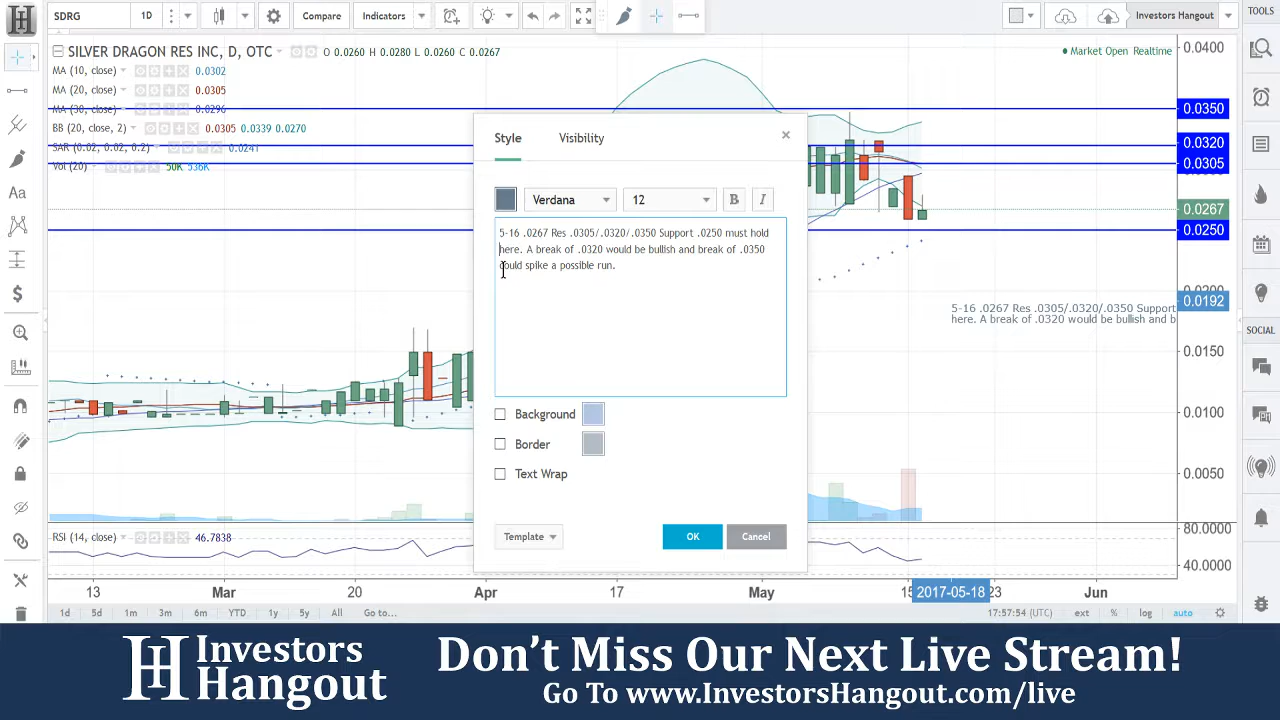 SDRG
1D
Compare
Indicators
Investors Hangout
TOOLS
SILVER DRAGON RES INC, D, OTC
O 0.0260 H 0.0280 L 0.0260 C 0.0267
Market Open Realtime
MA (10, close) 0.0302
MA (20, close) 0.0305
MA (30, close) 0.0296
BB (20, close, 2) 0.0305 0.0339 0.0270
SAR (0.02, 0.02, 0.2) 0.0241
Vol (20) 50K 536K
0.0400
0.0350
0.0320
0.0305
0.0267
0.0250
0.0200
0.0192
0.0150
0.0100
0.0050
80.0000
40.0000
SOCIAL
Style
Visibility
×
Verdana
12
B
I
5-16 .0267 Res .0305/.0320/.0350 Support .0250 must hold
here. A break of .0320 would be bullish and break of .0350
could spike a possible run.
Background
Border
Text Wrap
Template
OK
Cancel
5-16 .0267 Res .0305/.0320/.0350 Support
here. A break of .0320 would be bullish and b
RSI (14, close) 46.7838
13
Mar
20
Apr
17
May
15
2017-05-18
23
Jun
1d
5d
1m
3m
6m
YTD
1y
5y
All
Go to...
17:57:54 (UTC)
ext
%
log
auto
Investors
Hangout
Don't Miss Our Next Live Stream!
Go To www.InvestorsHangout.com/live